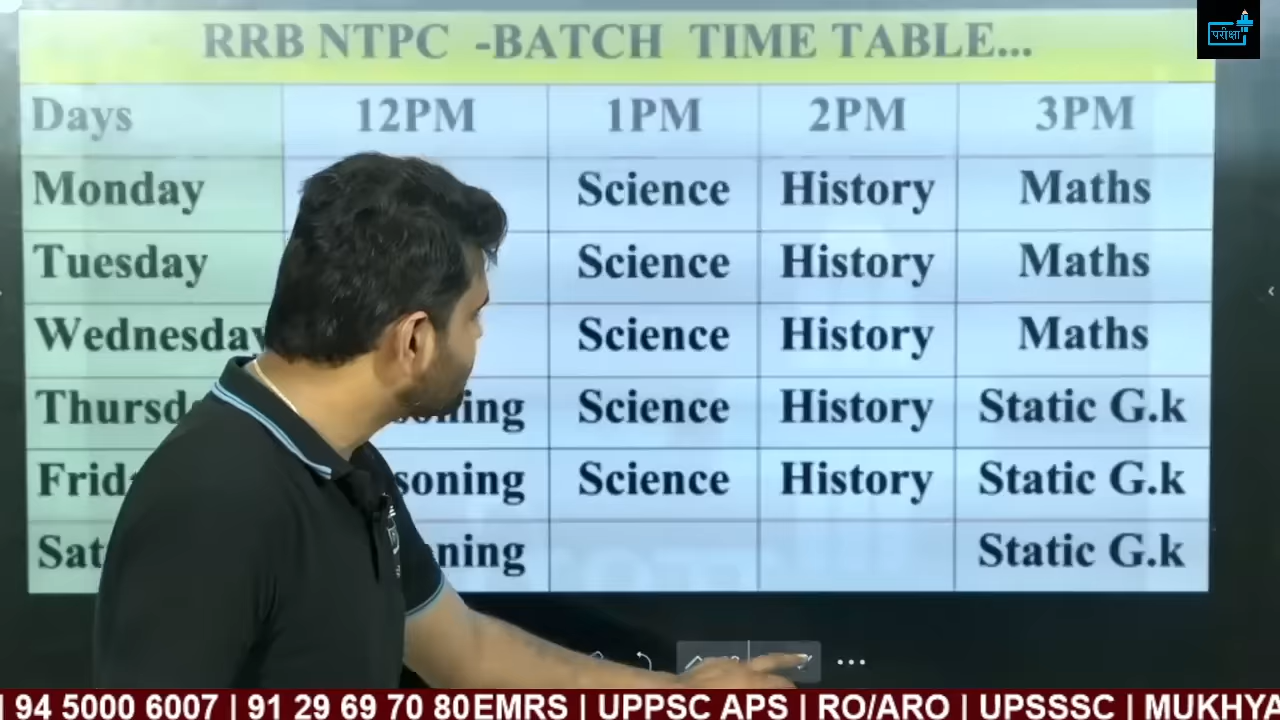 RRB NTPC -BATCH TIME TABLE...
परीक्षा
Days 12PM 1PM 2PM 3PM
Monday Science History Maths
Tuesday Science History Maths
Wednesday Science History Maths
Science History Static G.k
Science History Static G.k
Static G.k
| 94 5000 6007 | 91 29 69 70 80EMRS | UPPSC APS | RO/ARO | UPSSSC | MUKHYA